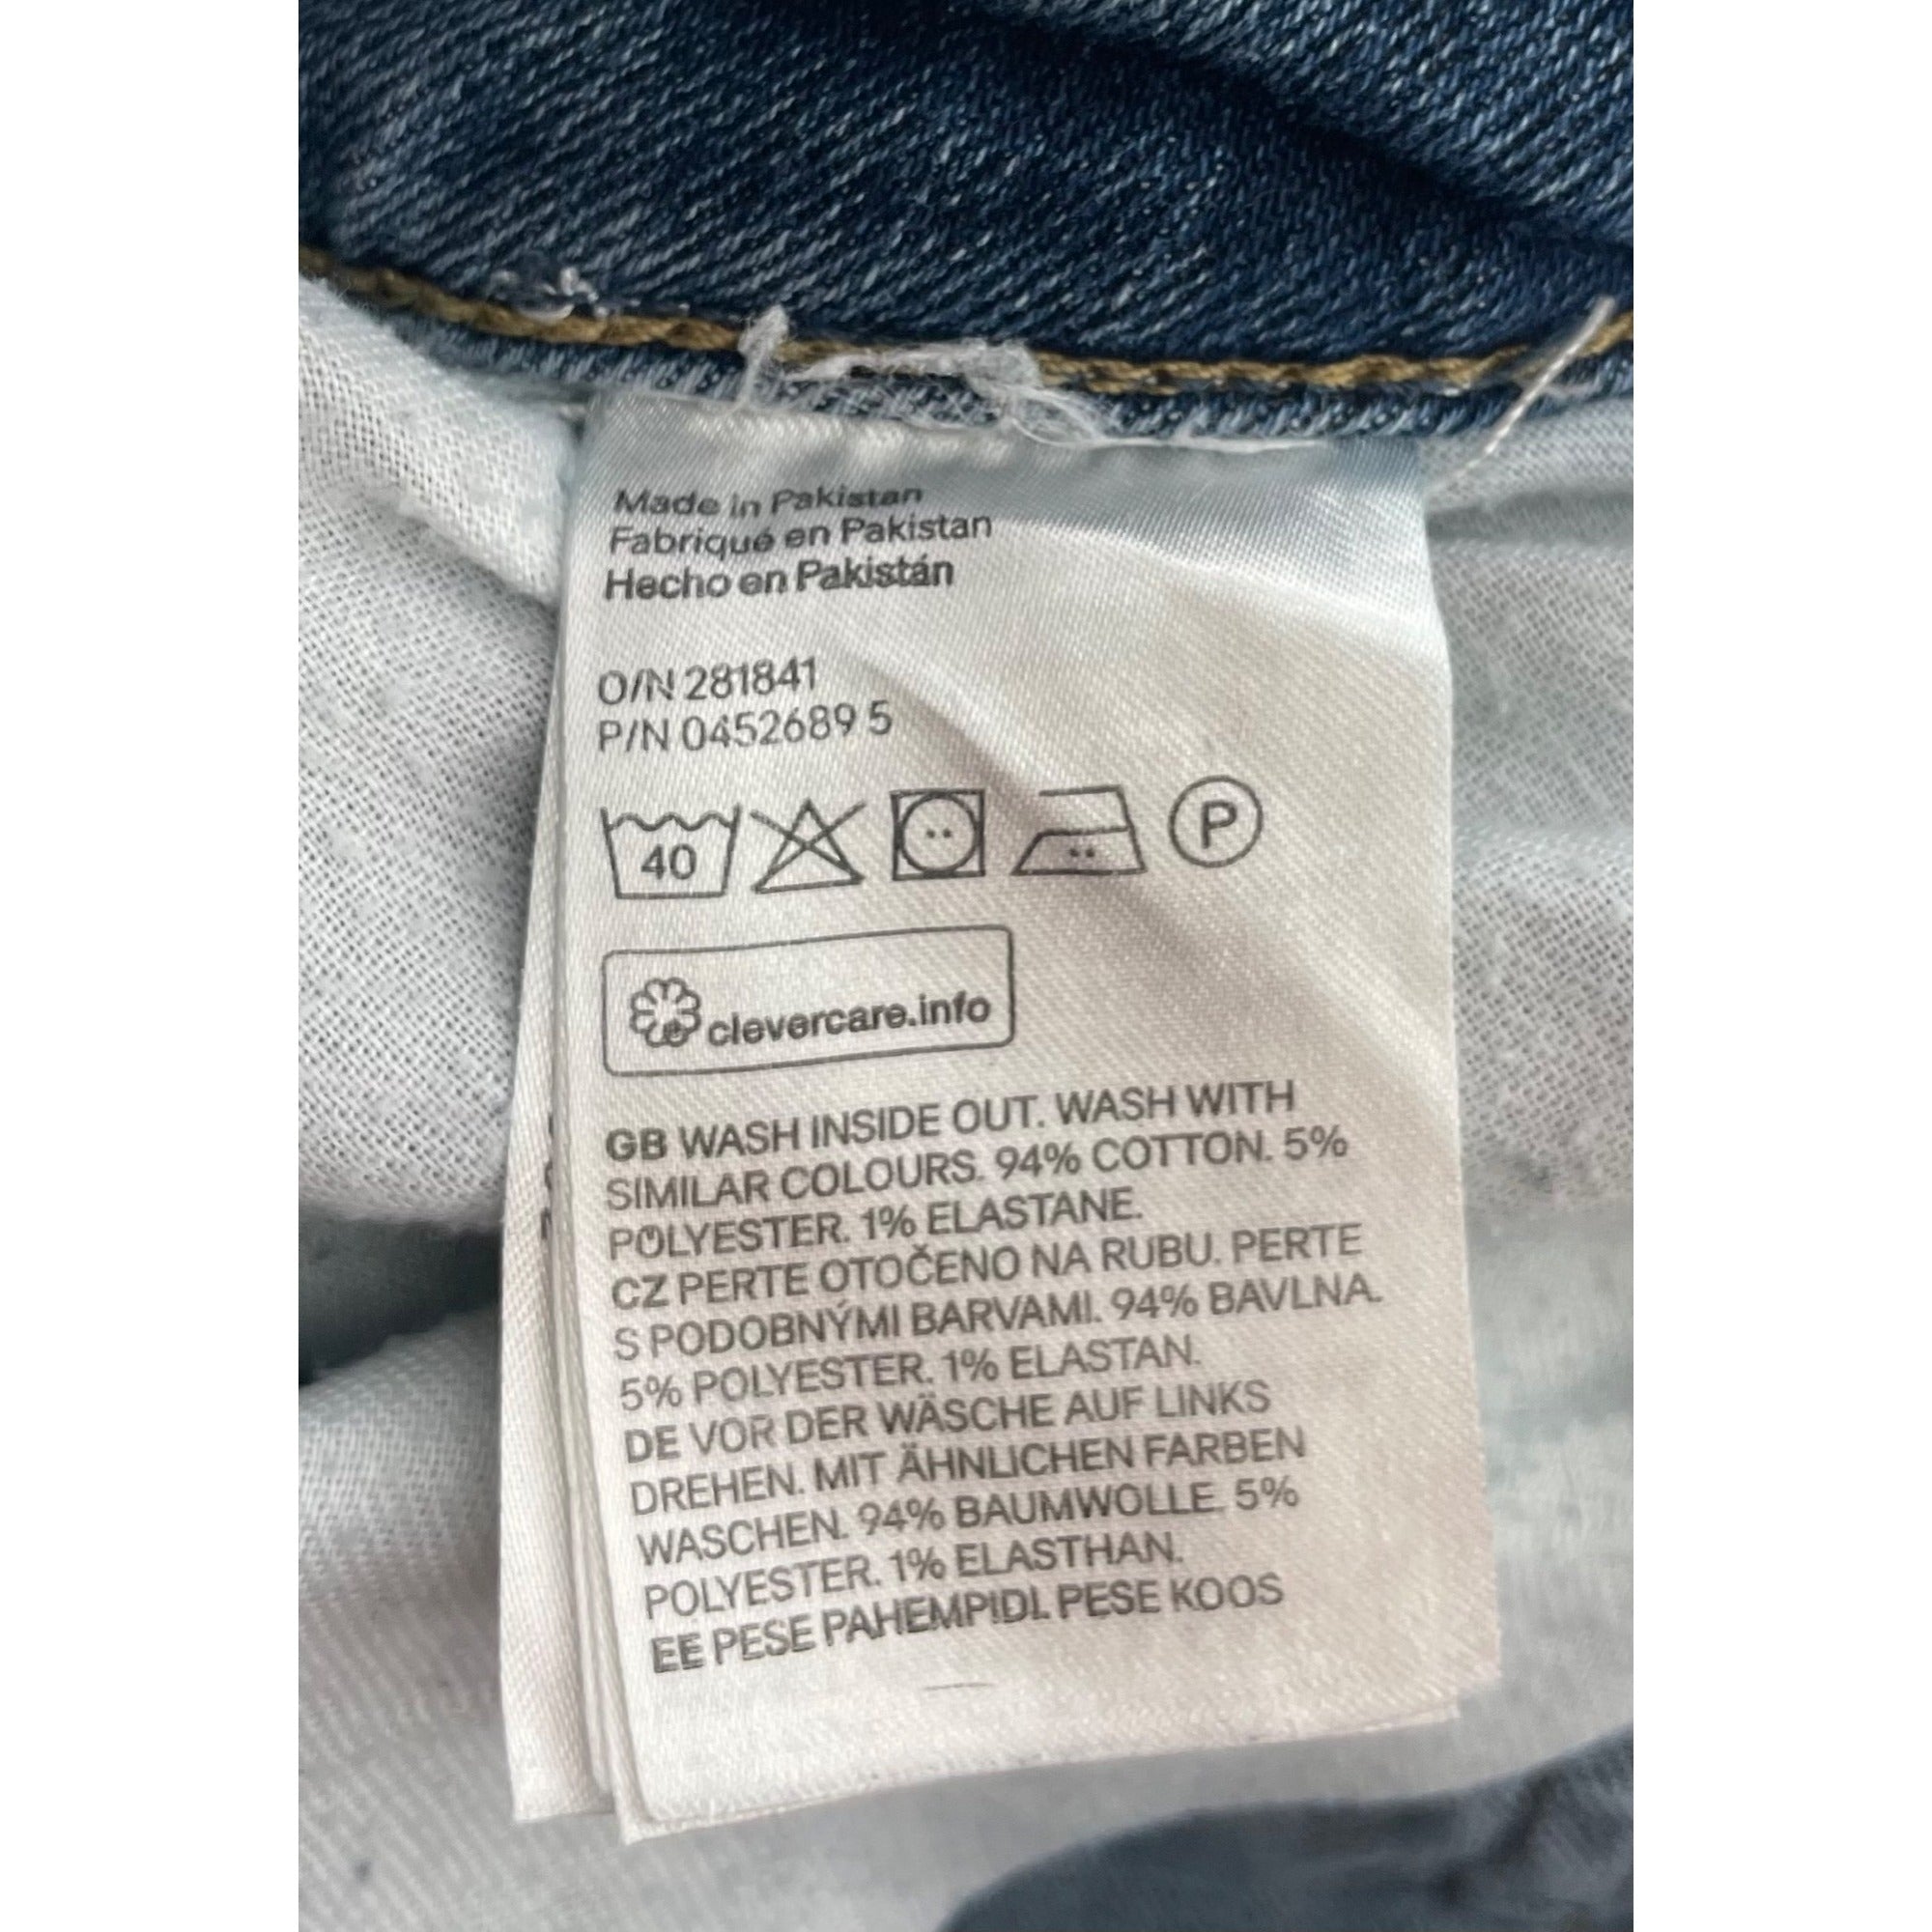 Made in Pakistan
Fabriqué en Pakistan
Hecho en Pakistán
O/N 281841
P/N 0452689 5
40 P
clevercare.info
GB WASH INSIDE OUT. WASH WITH
SIMILAR COLOURS. 94% COTTON. 5%
POLYESTER. 1% ELASTANE.
CZ PERTE OTOČENO NA RUBU. PERTE
S PODOBNÝMI BARVAMI. 94% BAVLNA.
5% POLYESTER. 1% ELASTAN.
DE VOR DER WÄSCHE AUF LINKS
DREHEN. MIT ÄHNLICHEN FARBEN
WASCHEN. 94% BAUMWOLLE. 5%
POLYESTER. 1% ELASTHAN.
EE PESE PAHEMPIDI. PESE KOOS